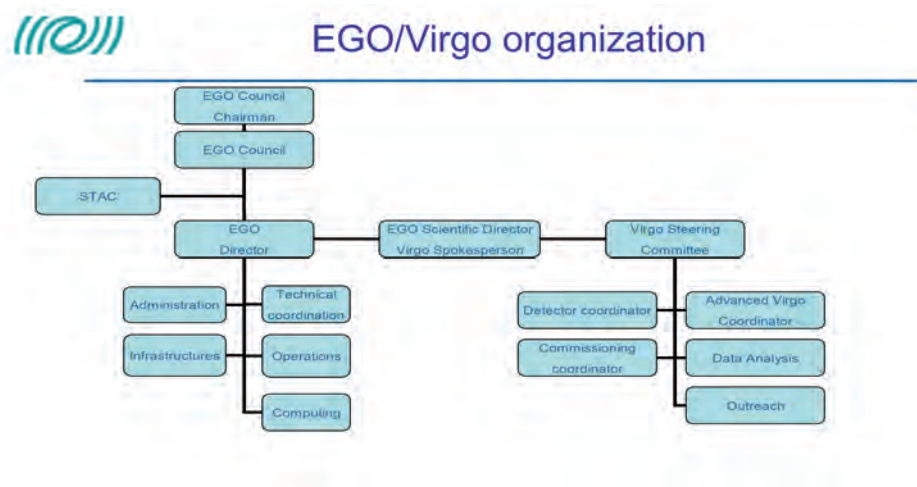 EGO/Virgo organization
EGO Council
Chairman
EGO Council
STAC
EGO
Director
EGO Scientific Director
Virgo Spokesperson
Virgo Steering
Committee
Administration
Technical
coordination
Infrastructures
Operations
Computing
Detector coordinator
Advanced Virgo
Coordinator
Commissioning
coordinator
Data Analysis
Outreach